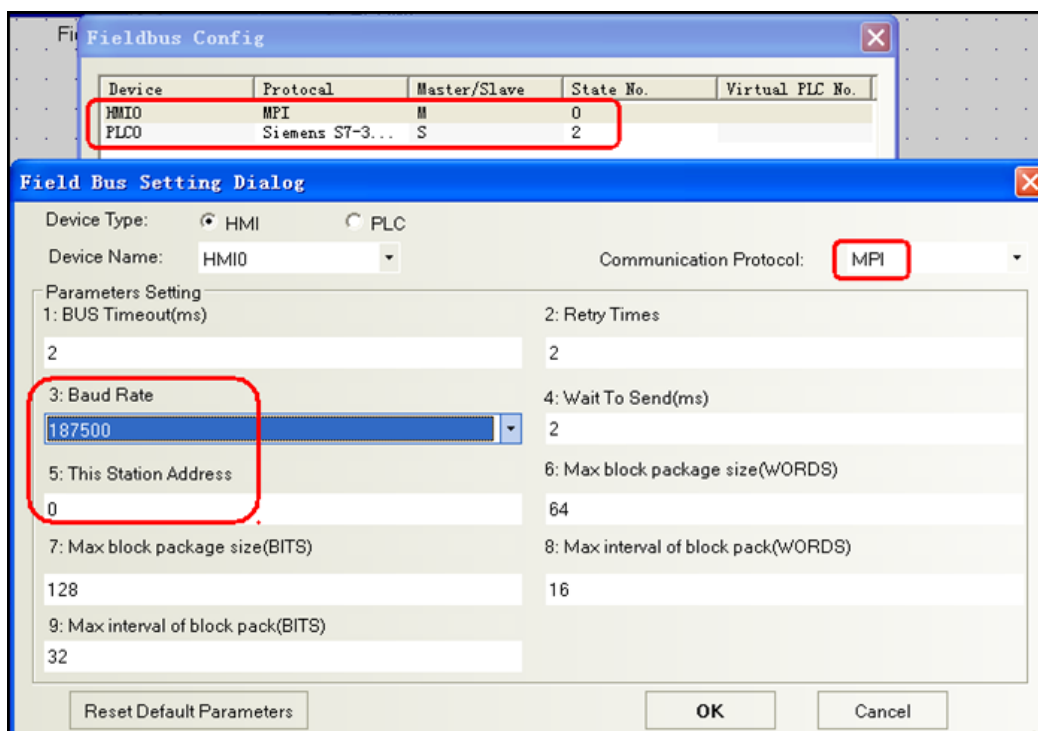 Fi
Fieldbus Config
Device Protocal Master/Slave State No. Virtual PLC No.
HMI0 MPI M 0
PLC0 Siemens S7-3... S 2
Field Bus Setting Dialog
Device Type: HMI PLC
Device Name: HMI0 Communication Protocol: MPI
Parameters Setting
1: BUS Timeout(ms) 2: Retry Times
2 2
3: Baud Rate 4: Wait To Send(ms)
187500 2
5: This Station Address 6: Max block package size(WORDS)
0 64
7: Max block package size(BITS) 8: Max interval of block pack(WORDS)
128 16
9: Max interval of block pack(BITS)
32
Reset Default Parameters OK Cancel